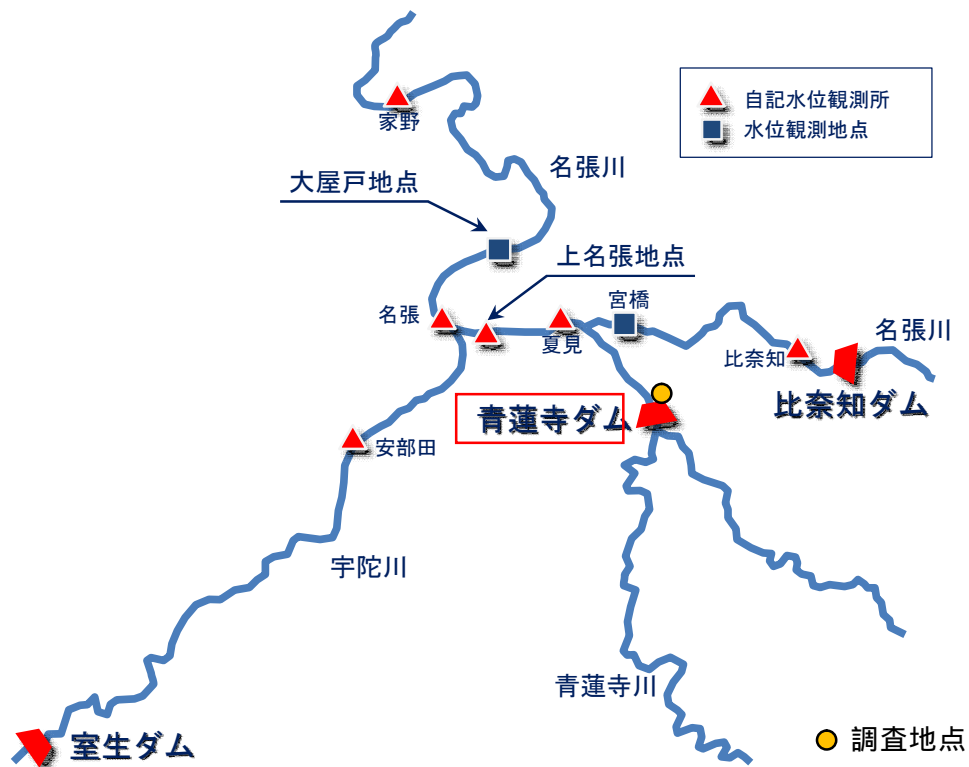 自記水位観測所
水位観測地点
家野
名張川
大屋戸地点
上名張地点
宮橋
名張
夏見
名張川
比奈知
比奈知ダム
青蓮寺ダム
安部田
宇陀川
青蓮寺川
室生ダム
調査地点